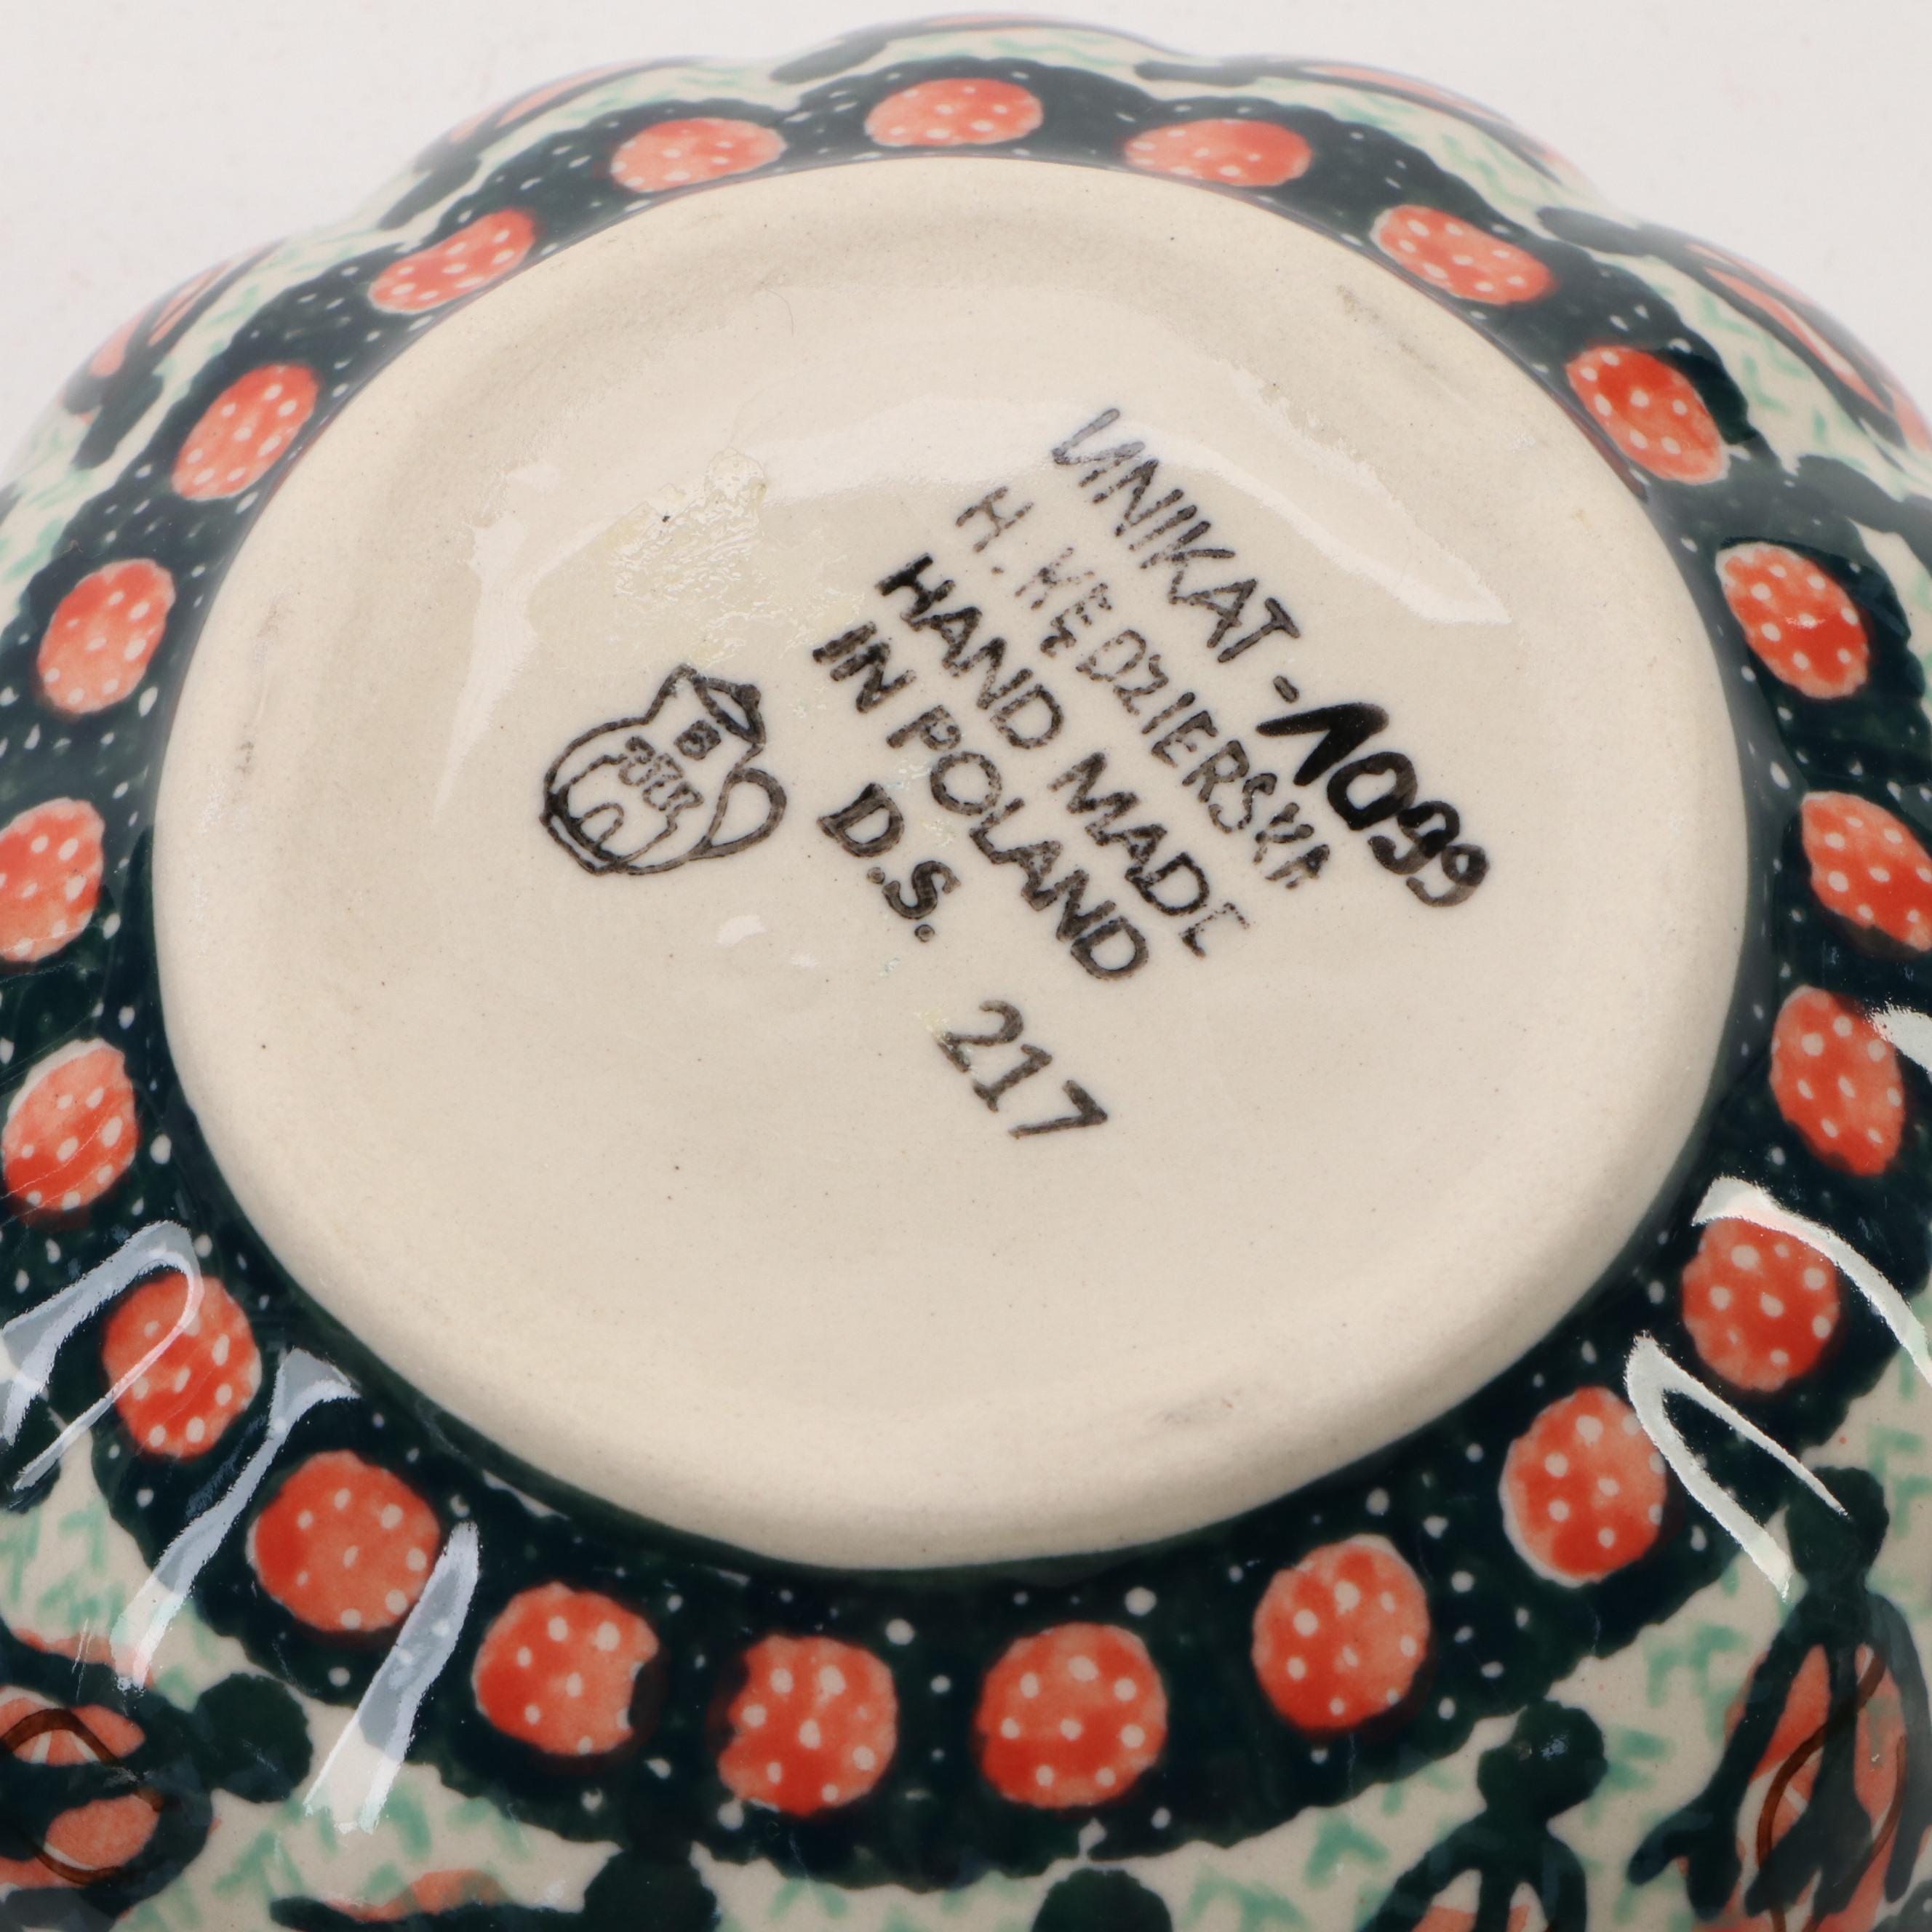 UNIKAT -1099
H. KĘDZIERSKA
HAND MADE
IN POLAND
D.S.
217